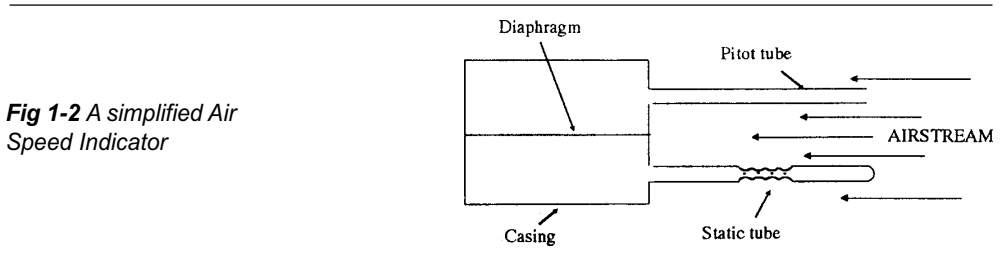 Fig 1-2 A simplified Air
Speed Indicator
Diaphragm
Pitot tube
AIRSTREAM
Casing
Static tube